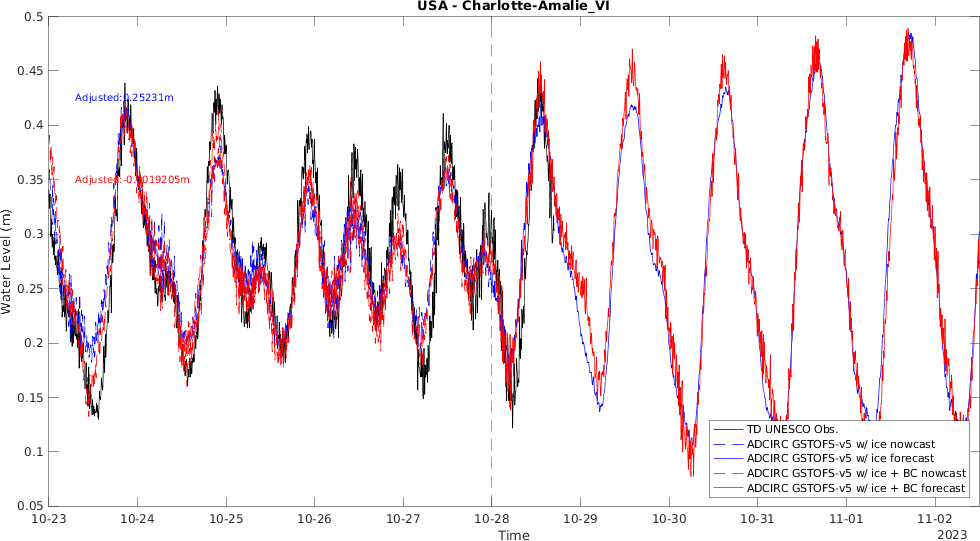 USA - Charlotte-Amalie_VI
0.5
0.45
0.4
0.35
0.3
0.25
0.2
0.15
0.1
0.05
Water Level (m)
Adjusted:0.25231m
Adjusted:-0.0019205m
TD UNESCO Obs.
ADCIRC GSTOFS-v5 w/ ice nowcast
ADCIRC GSTOFS-v5 w/ ice forecast
ADCIRC GSTOFS-v5 w/ ice + BC nowcast
ADCIRC GSTOFS-v5 w/ ice + BC forecast
10-23 10-24 10-25 10-26 10-27 10-28 10-29 10-30 10-31 11-01 11-02
Time
2023